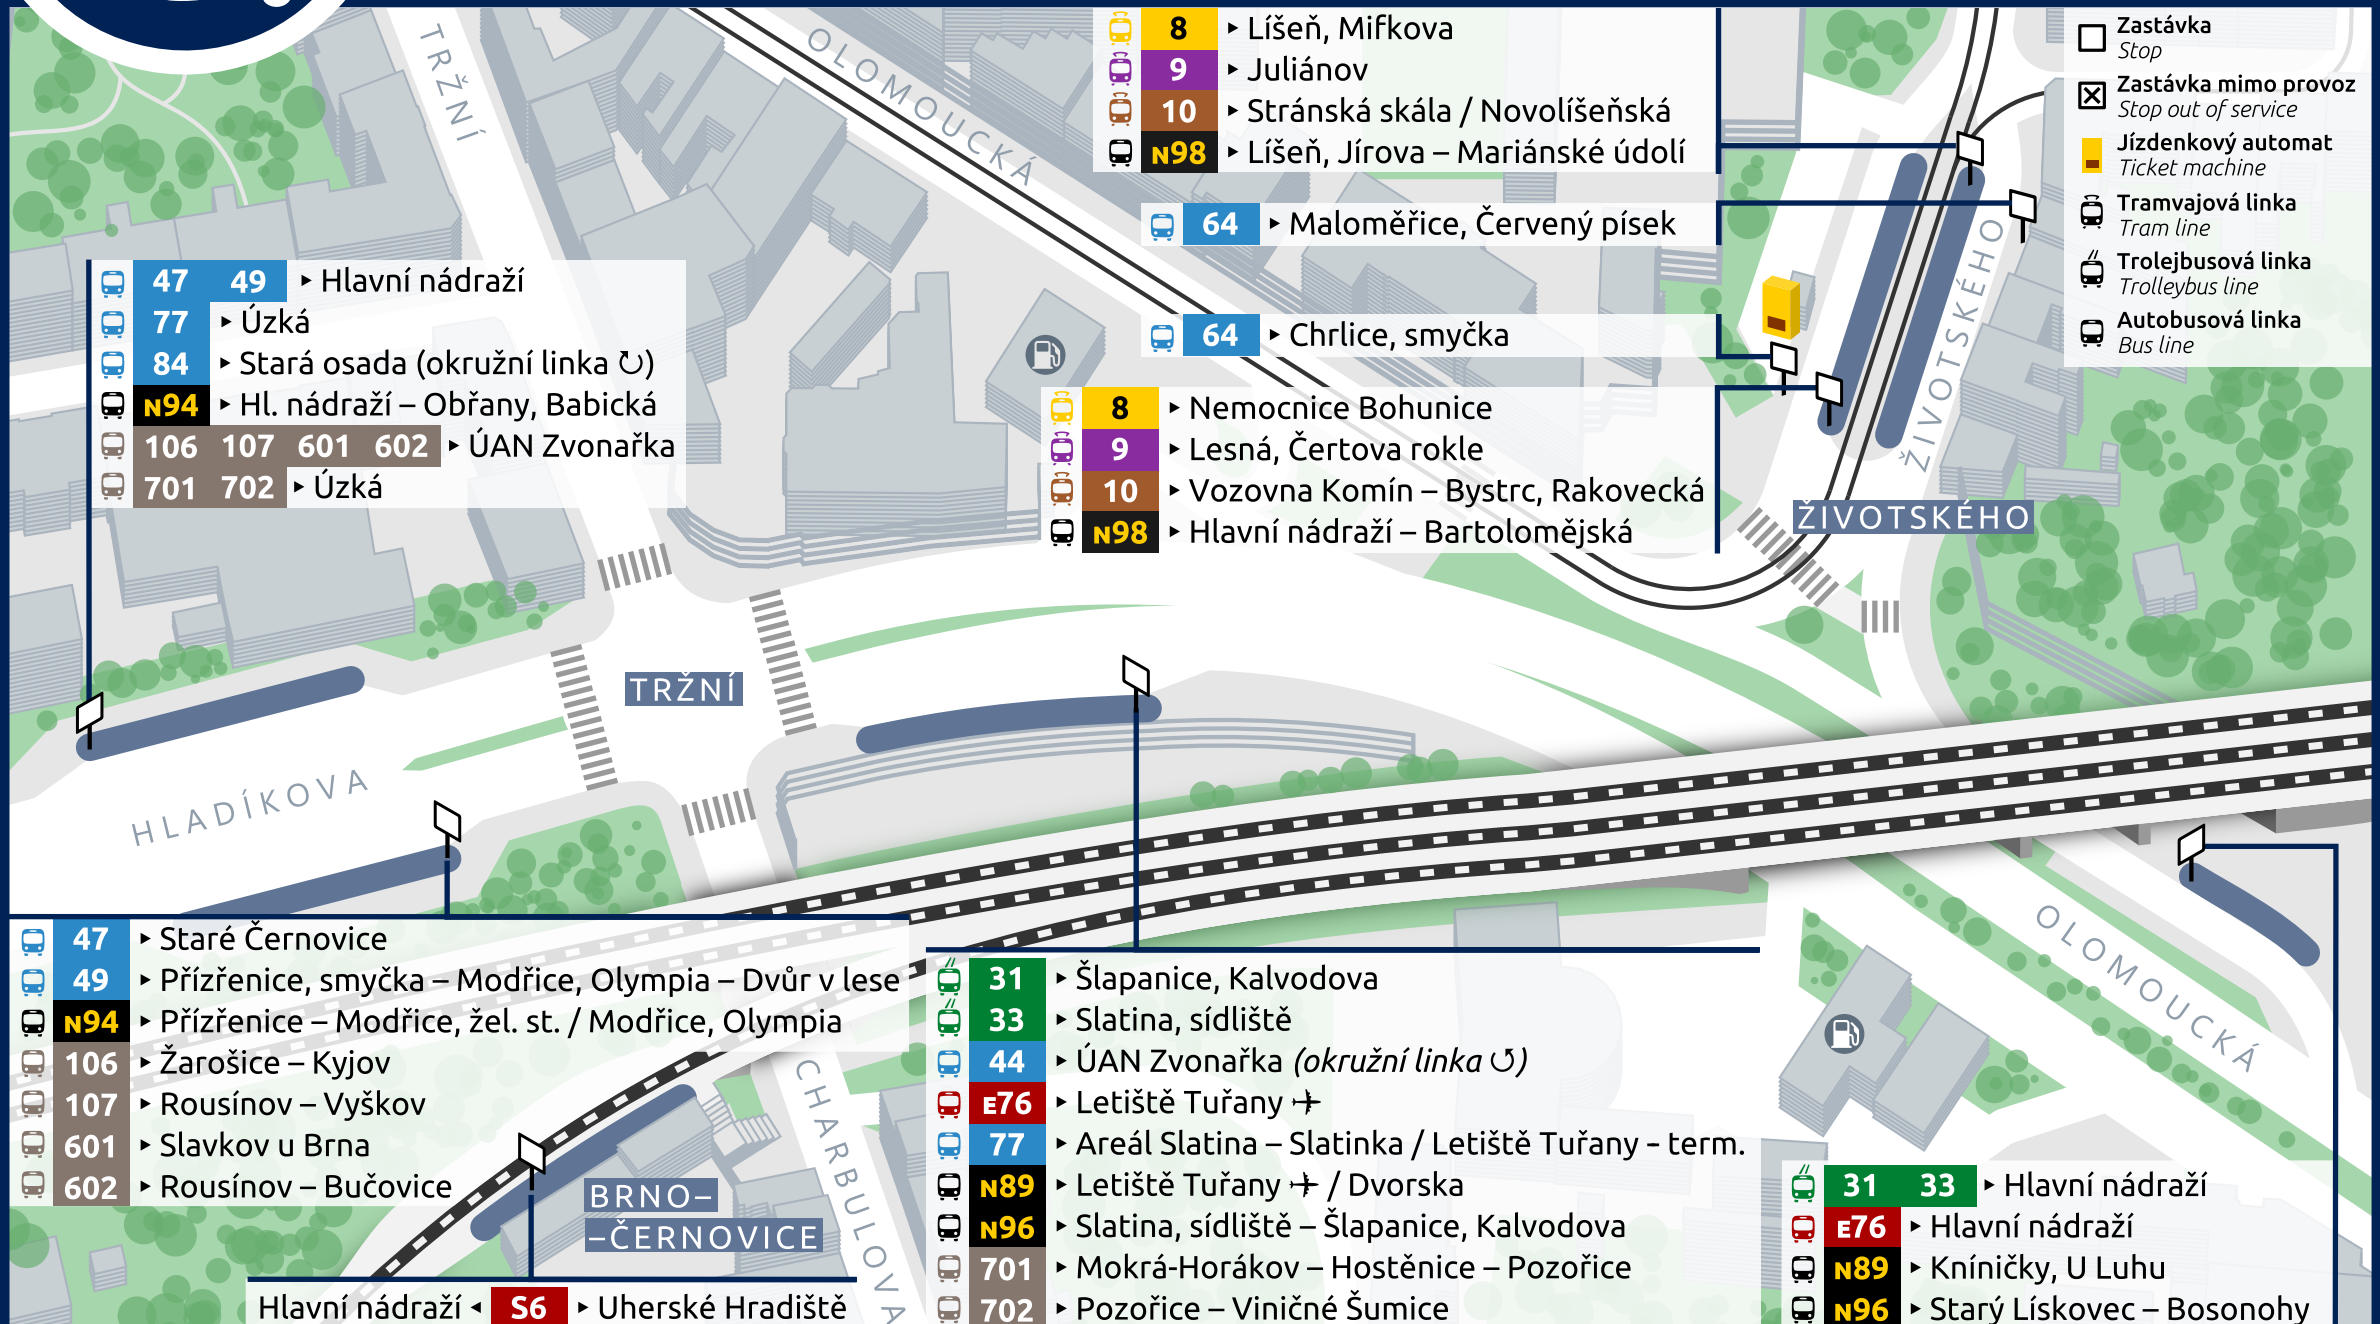 TRŽNÍ
OLOMOUCKÁ
8 ▸ Líšeň, Mifkova
9 ▸ Juliánov
10 ▸ Stránská skála / Novolíšeňská
N98 ▸ Líšeň, Jírova – Mariánské údolí
64 ▸ Maloměřice, Červený písek
64 ▸ Chrlice, smyčka
8 ▸ Nemocnice Bohunice
9 ▸ Lesná, Čertova rokle
10 ▸ Vozovna Komín – Bystrc, Rakovecká
N98 ▸ Hlavní nádraží – Bartolomějská
Zastávka
Stop
Zastávka mimo provoz
Stop out of service
Jízdenkový automat
Ticket machine
Tramvajová linka
Tram line
Trolejbusová linka
Trolleybus line
Autobusová linka
Bus line
ŽIVOTSKÉHO
ŽIVOTSKÉHO
47 49 ▸ Hlavní nádraží
77 ▸ Úzká
84 ▸ Stará osada (okružní linka ↻)
N94 ▸ Hl. nádraží – Obřany, Babická
106 107 601 602 ▸ ÚAN Zvonařka
701 702 ▸ Úzká
TRŽNÍ
HLADÍKOVA
47 ▸ Staré Černovice
49 ▸ Přízřenice, smyčka – Modřice, Olympia – Dvůr v lese
N94 ▸ Přízřenice – Modřice, žel. st. / Modřice, Olympia
106 ▸ Žarošice – Kyjov
107 ▸ Rousínov – Vyškov
601 ▸ Slavkov u Brna
602 ▸ Rousínov – Bučovice
BRNO–
–ČERNOVICE
CHARBULOVA
Hlavní nádraží ◂ S6 ▸ Uherské Hradiště
31 ▸ Šlapanice, Kalvodova
33 ▸ Slatina, sídliště
44 ▸ ÚAN Zvonařka (okružní linka ↺)
E76 ▸ Letiště Tuřany ✈
77 ▸ Areál Slatina – Slatinka / Letiště Tuřany - term.
N89 ▸ Letiště Tuřany ✈ / Dvorska
N96 ▸ Slatina, sídliště – Šlapanice, Kalvodova
701 ▸ Mokrá-Horákov – Hostěnice – Pozořice
702 ▸ Pozořice – Viničné Šumice
OLOMOUCKÁ
31 33 ▸ Hlavní nádraží
E76 ▸ Hlavní nádraží
N89 ▸ Kníničky, U Luhu
N96 ▸ Starý Lískovec – Bosonohy